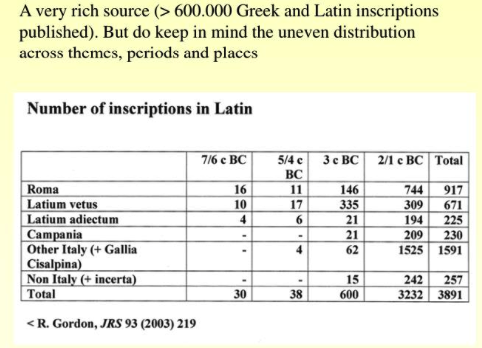 A very rich source (> 600.000 Greek and Latin inscriptions
published). But do keep in mind the uneven distribution
across themes, periods and places
Number of inscriptions in Latin
7/6 c BC 5/4 c BC 3 c BC 2/1 c BC Total
Roma 16 11 146 744 917
Latium vetus 10 17 335 309 671
Latium adiectum 4 6 21 194 225
Campania - - 21 209 230
Other Italy (+ Gallia Cisalpina) - 4 62 1525 1591
Non Italy (+ incerta) - - 15 242 257
Total 30 38 600 3232 3891
< R. Gordon, JRS 93 (2003) 219